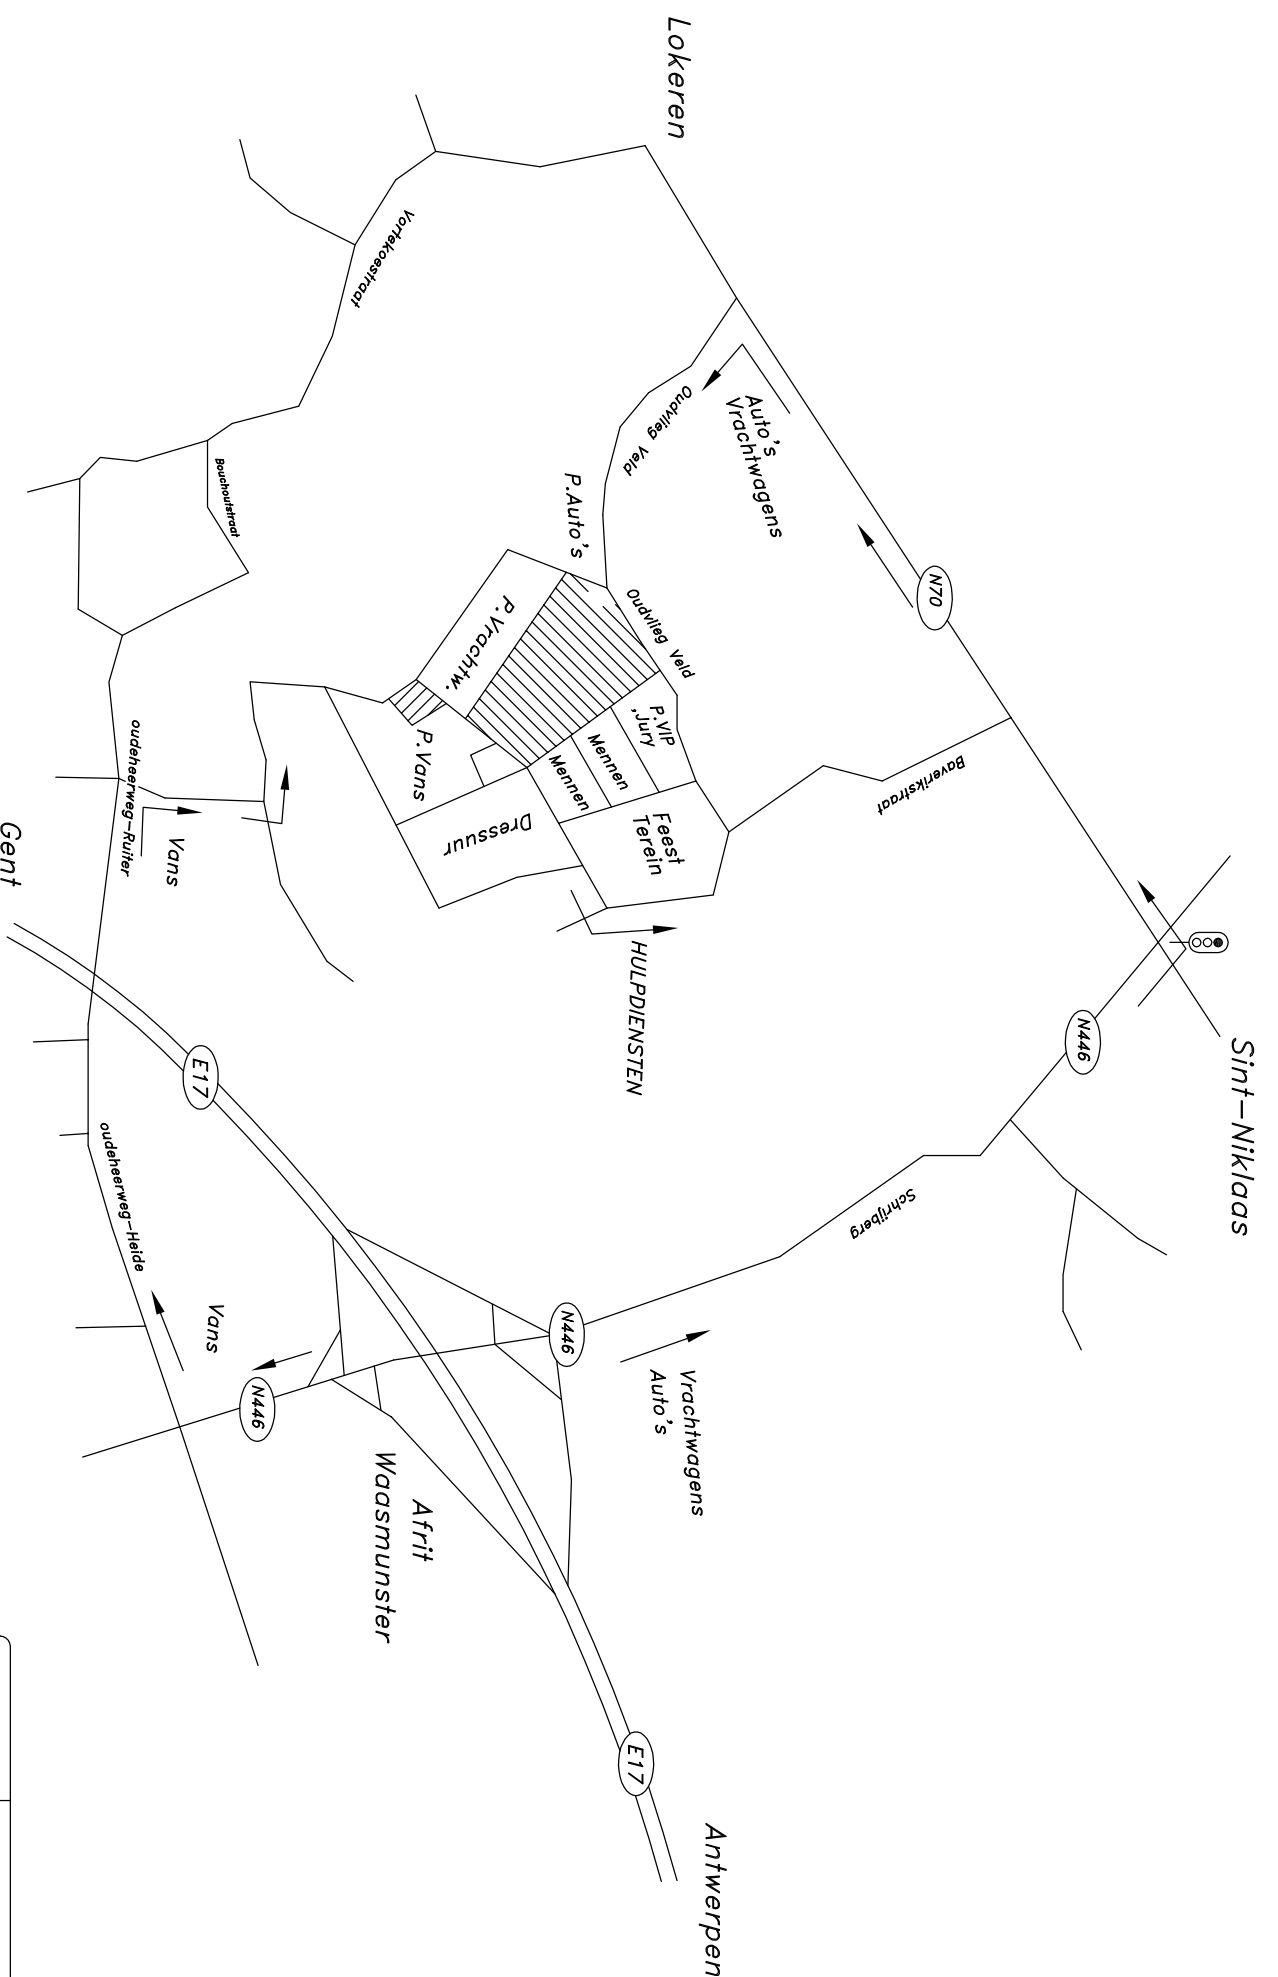 Sint-Niklaas
N446
N70
Baverikstraat
Schrijberg
Auto's
Vrachtwagens
Lokeren
Oudvlieg Veld
Oudvlieg Veld
P.Auto's
P.Vrachtw.
P.VIP
,Jury
Mennen
Mennen
Feest
Terein
Dressuur
P.Vans
HULPDIENSTEN
Vrachtwagens
Auto's
N446
Antwerpen
E17
Afrit
Waasmunster
Vortekoestraat
Bouchoutstraat
oudeheerweg-Ruiter
Vans
E17
Vans
N446
oudeheerweg-Heide
Gent